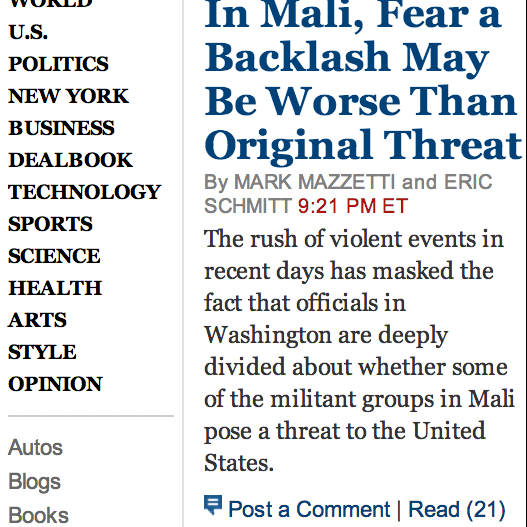 WORLD
U.S.
POLITICS
NEW YORK
BUSINESS
DEALBOOK
TECHNOLOGY
SPORTS
SCIENCE
HEALTH
ARTS
STYLE
OPINION
Autos
Blogs
Books
In Mali, Fear a
Backlash May
Be Worse Than
Original Threat
By MARK MAZZETTI and ERIC
SCHMITT 9:21 PM ET
The rush of violent events in
recent days has masked the
fact that officials in
Washington are deeply
divided about whether some
of the militant groups in Mali
pose a threat to the United
States.
Post a Comment | Read (21)